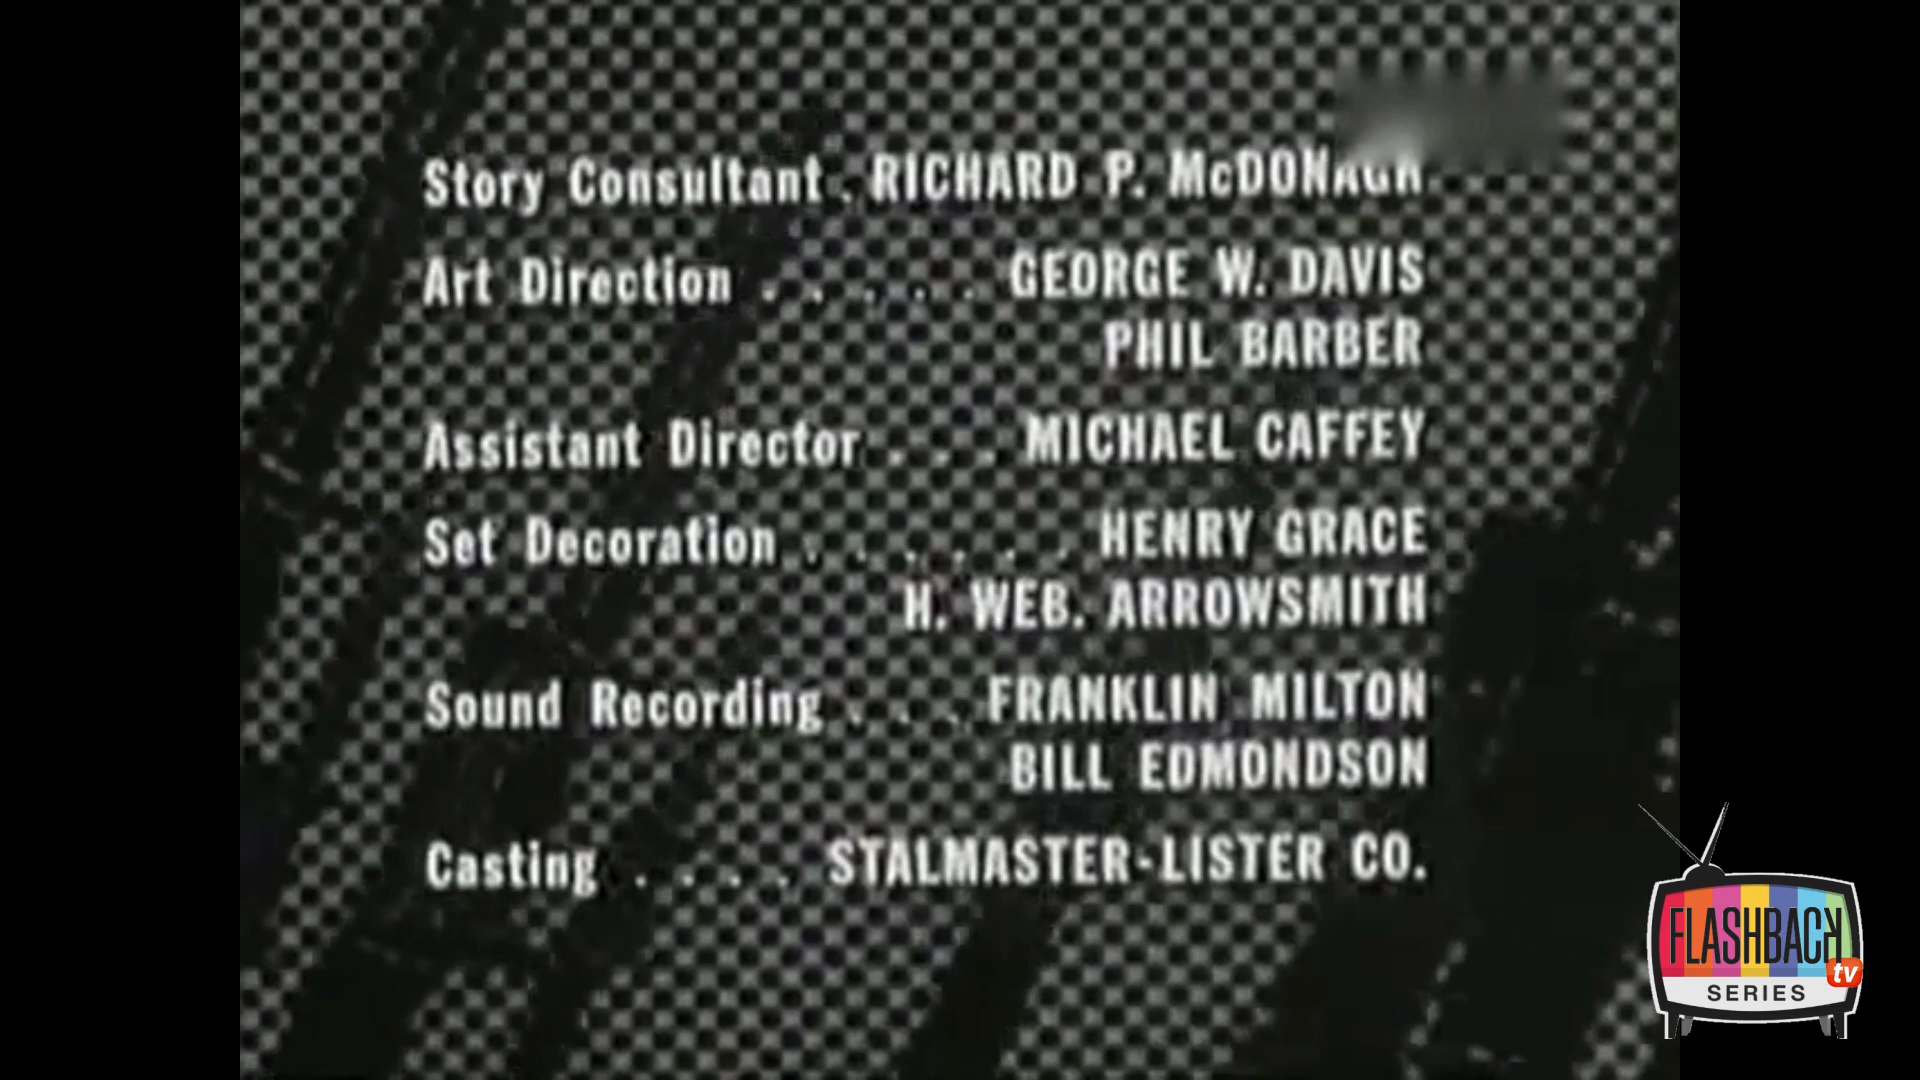 Story Consultant . RICHARD P. McDONAGH
Art Direction . . . . . GEORGE W. DAVIS
PHIL BARBER
Assistant Director . . . MICHAEL CAFFEY
Set Decoration . . . . . . HENRY GRACE
H. WEB. ARROWSMITH
Sound Recording . . . FRANKLIN MILTON
BILL EDMONDSON
Casting . . . . STALMASTER-LISTER CO.
FLASHBACK
tv
SERIES